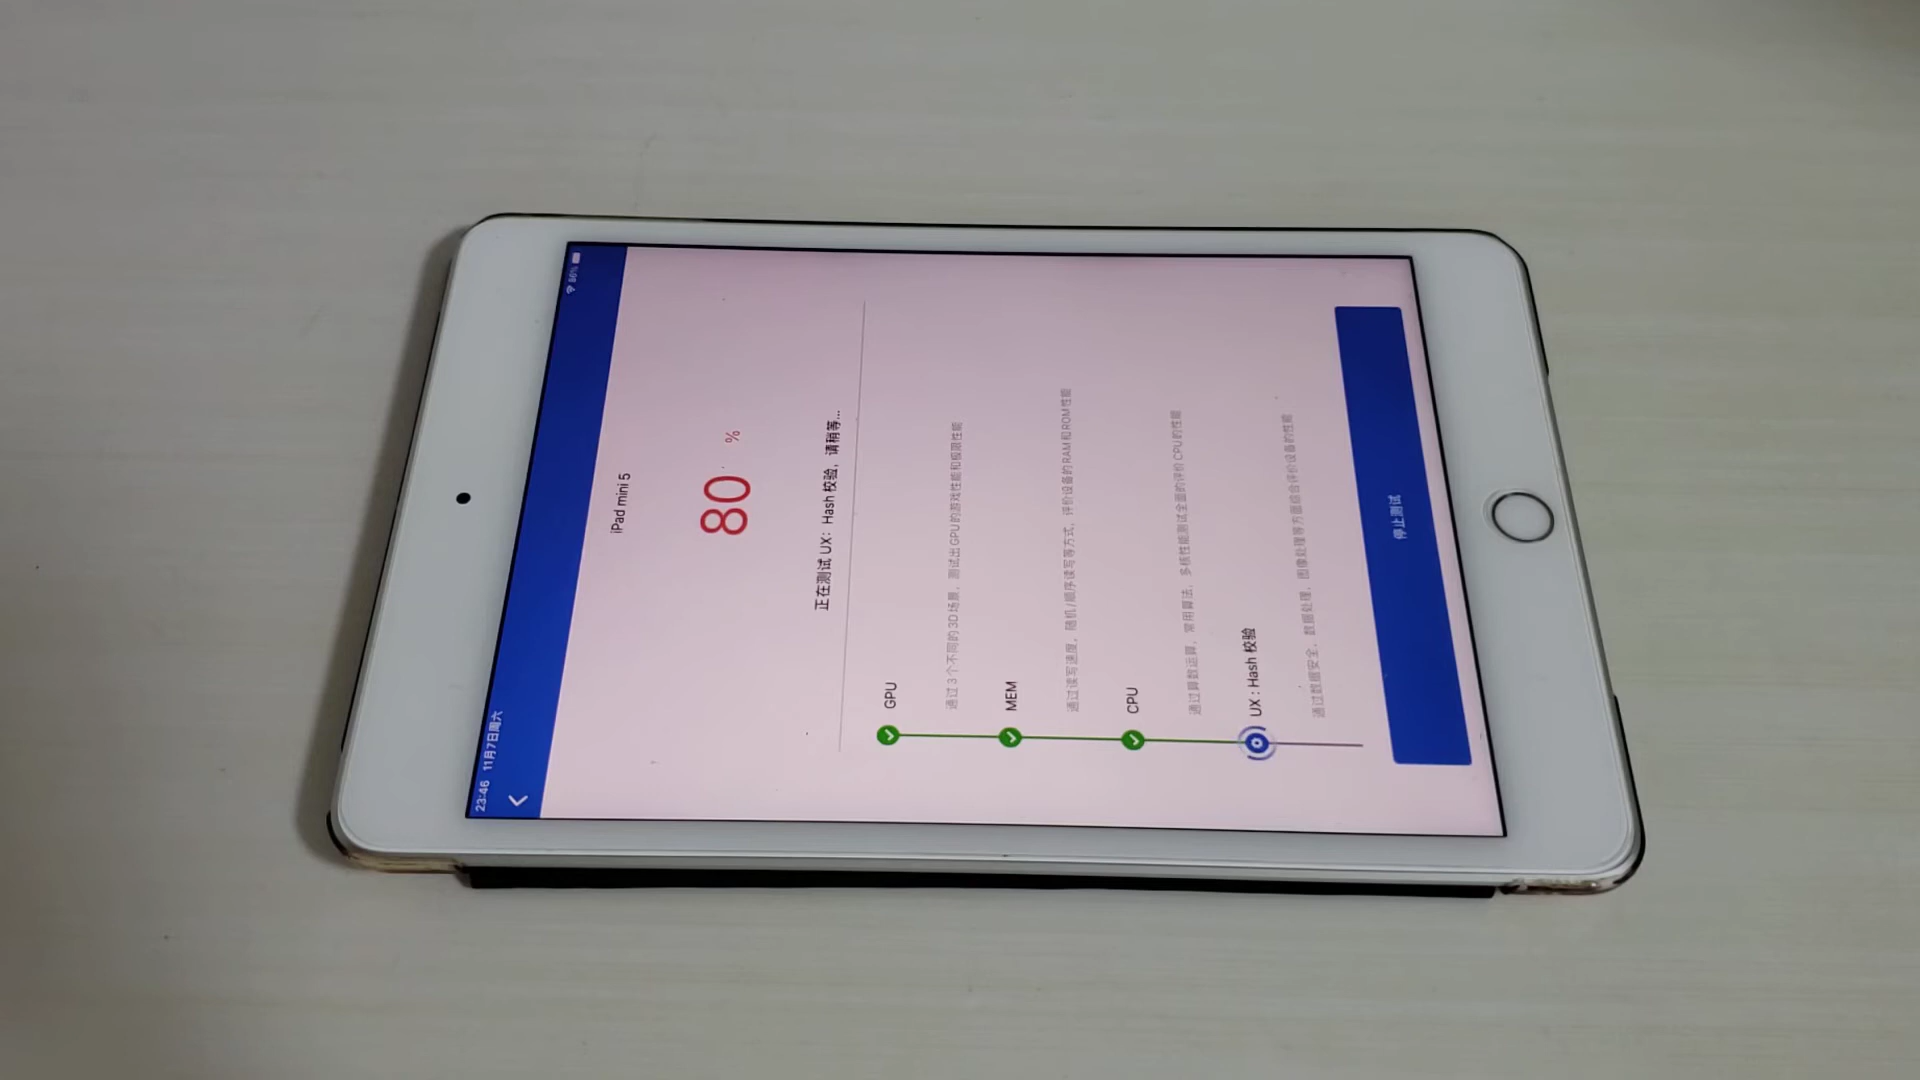 23:46 11月7日周六
86%
iPad mini 5
80 %
正在测试 UX: Hash 校验, 请稍等...
GPU
通过 3 个不同的 3D 场景, 测试出 GPU 的游戏性能和极限性能
MEM
通过读写速度, 随机/顺序读写等方式, 评价设备的 RAM 和 ROM 性能
CPU
通过算数运算, 常用算法, 多核性能测试全面的评价 CPU 的性能
UX : Hash 校验
通过数据安全, 数据处理, 图像处理等方面综合评价设备的性能
停止测试